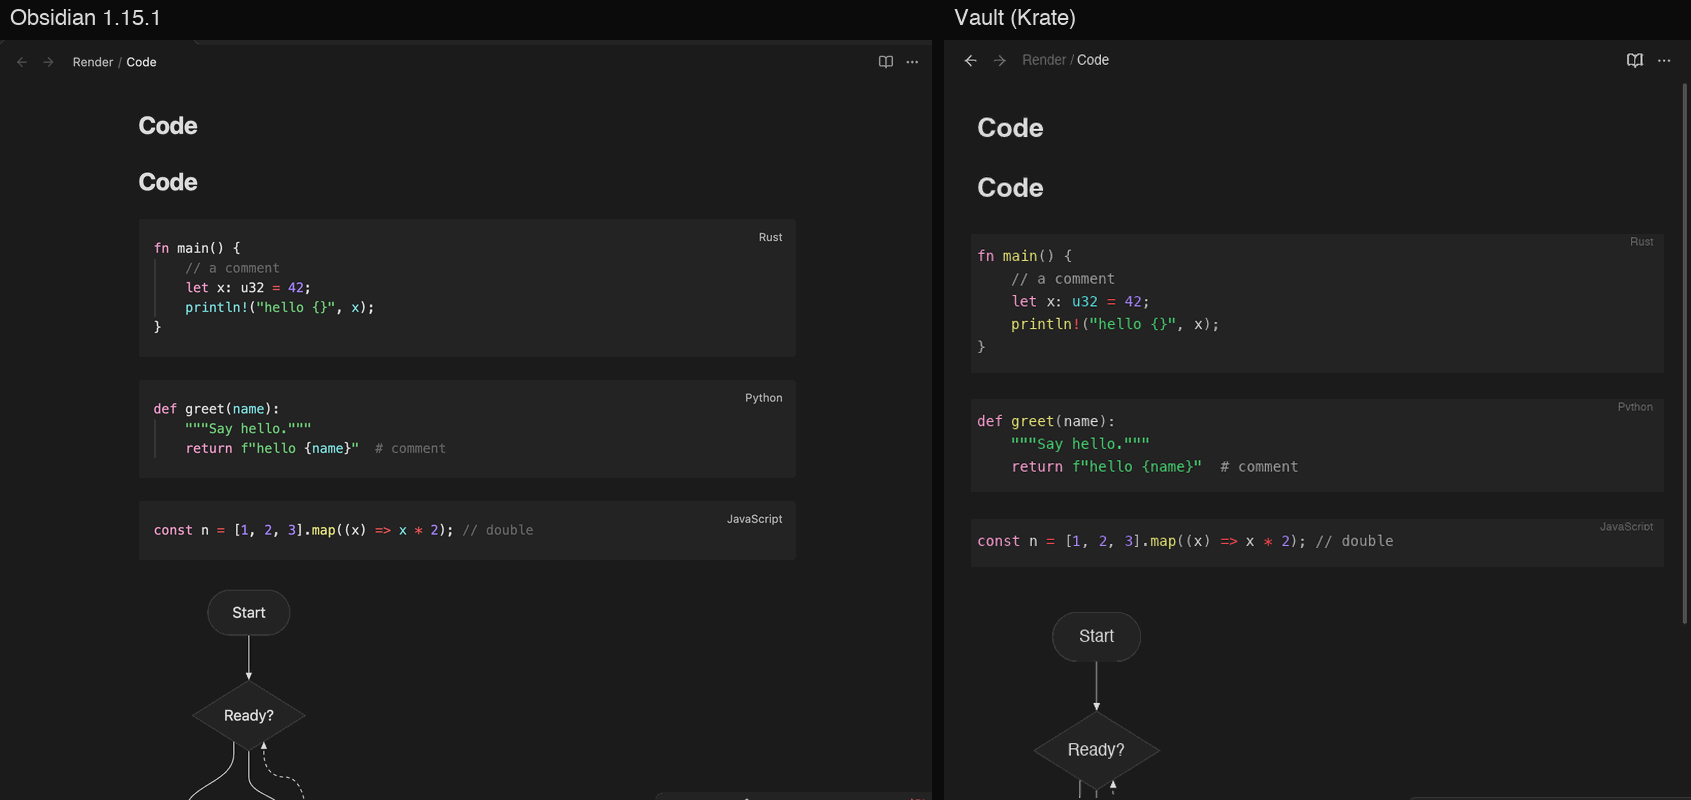 Obsidian 1.15.1
Render / Code
Code
Code
Rust
fn main() {
    // a comment
    let x: u32 = 42;
    println!("hello {}", x);
}
Python
def greet(name):
    """Say hello."""
    return f"hello {name}"  # comment
JavaScript
const n = [1, 2, 3].map((x) => x * 2); // double
Start
Ready?
Vault (Krate)
Render / Code
Code
Code
Rust
fn main() {
    // a comment
    let x: u32 = 42;
    println!("hello {}", x);
}
Python
def greet(name):
    """Say hello."""
    return f"hello {name}"  # comment
JavaScript
const n = [1, 2, 3].map((x) => x * 2); // double
Start
Ready?